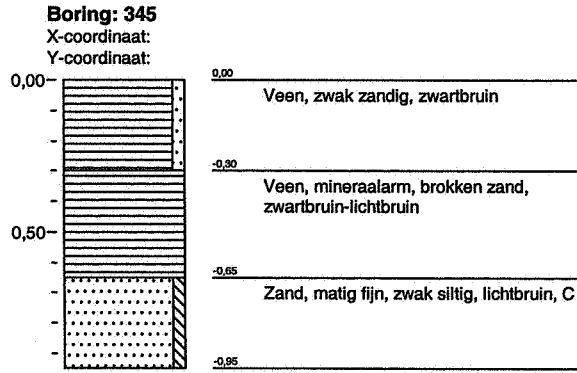 Boring: 345
X-coordinaat:
Y-coordinaat:
0,00
0,00
Veen, zwak zandig, zwartbruin
-0,30
Veen, mineraalarm, brokken zand,
zwartbruin-lichtbruin
0,50
-0,65
Zand, matig fijn, zwak siltig, lichtbruin, C
-0,95